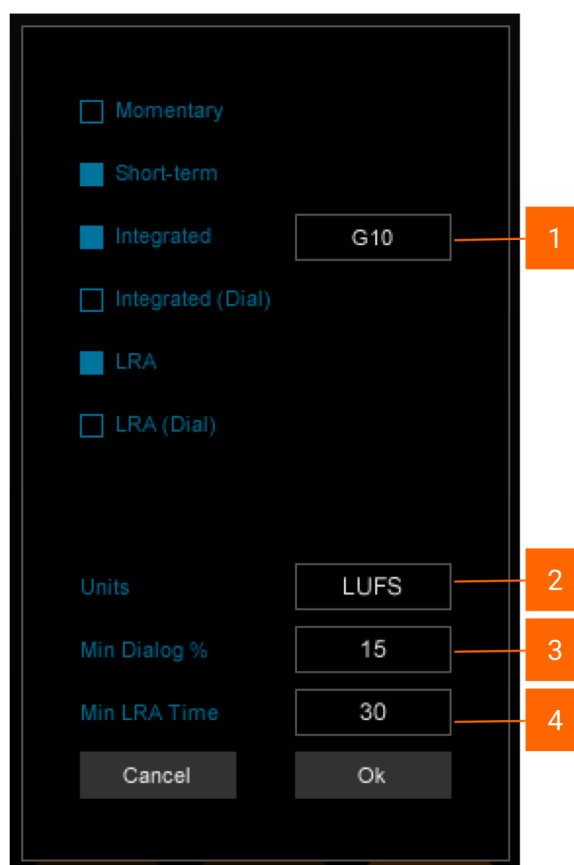 Momentary
Short-term
Integrated G10 1
Integrated (Dial)
LRA
LRA (Dial)
Units LUFS 2
Min Dialog % 15 3
Min LRA Time 30 4
Cancel Ok